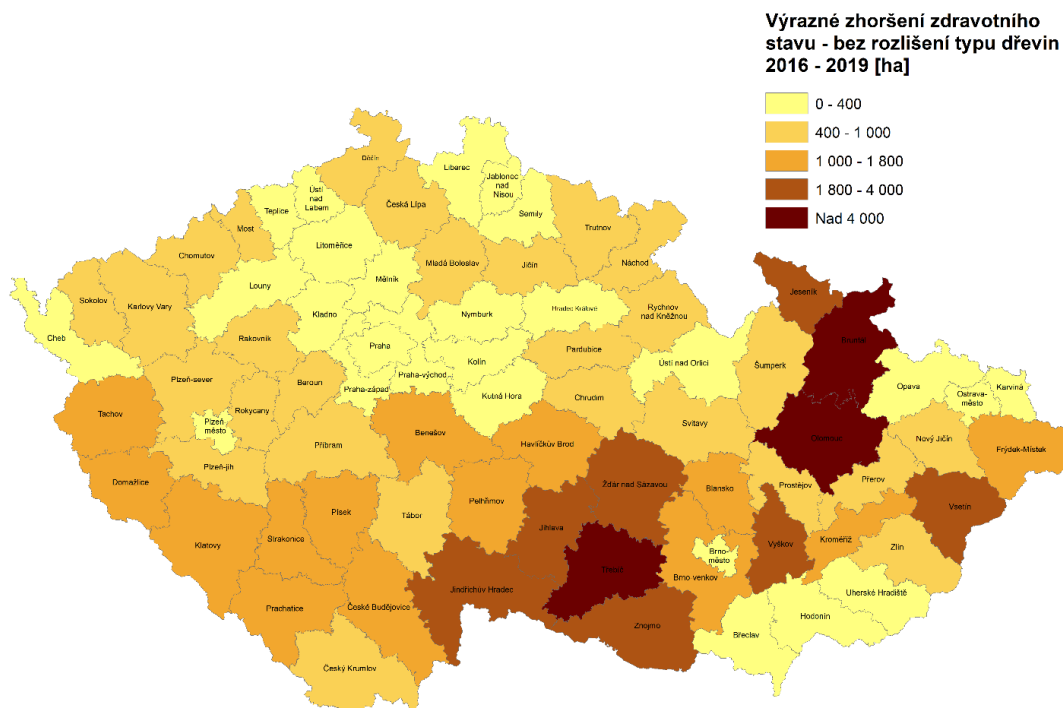 Výrazné zhoršení zdravotního
stavu - bez rozlišení typu dřevin
2016 - 2019 [ha]
0 - 400
400 - 1 000
1 000 - 1 800
1 800 - 4 000
Nad 4 000
Děčín
Liberec
Jablonec
nad
Nisou
Ústí
nad
Labem
Teplice
Česká Lípa
Semily
Most
Trutnov
Litoměřice
Chomutov
Mladá Boleslav
Jičín
Náchod
Mělník
Louny
Jeseník
Sokolov
Karlovy Vary
Kladno
Nymburk
Hradec Králové
Rychnov
nad Kněžnou
Cheb
Rakovník
Praha
Bruntál
Pardubice
Kolín
Ústí nad Orlicí
Šumperk
Plzeň-sever
Beroun
Praha-západ
Praha-východ
Opava
Karviná
Ostrava-
město
Kutná Hora
Chrudim
Rokycany
Tachov
Plzeň
město
Svitavy
Příbram
Benešov
Havlíčkův Brod
Olomouc
Nový Jičín
Frýdek-Místek
Plzeň-jih
Domažlice
Žďár nad Sázavou
Blansko
Prostějov
Přerov
Pelhřimov
Písek
Tábor
Vsetín
Jihlava
Klatovy
Strakonice
Vyškov
Kroměříž
Zlín
Brno-
město
Třebíč
Brno venkov
Jindřichův Hradec
Uherské Hradiště
Prachatice
České Budějovice
Hodonín
Znojmo
Břeclav
Český Krumlov